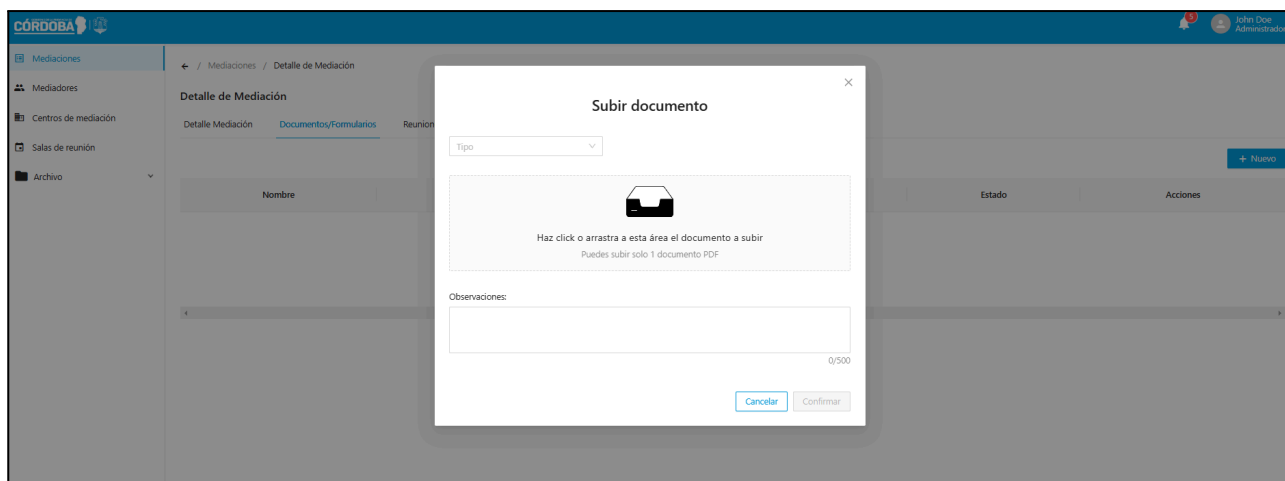 CÓRDOBA
5
John Doe
Administrador
Mediaciones
Mediadores
Centros de mediación
Salas de reunión
Archivo
← / Mediaciones / Detalle de Mediación
Detalle de Mediación
Detalle Mediación Documentos/Formularios Reunion
+ Nuevo
Nombre Estado Acciones
Subir documento
Tipo
Haz click o arrastra a esta área el documento a subir
Puedes subir solo 1 documento PDF
Observaciones:
0/500
Cancelar Confirmar